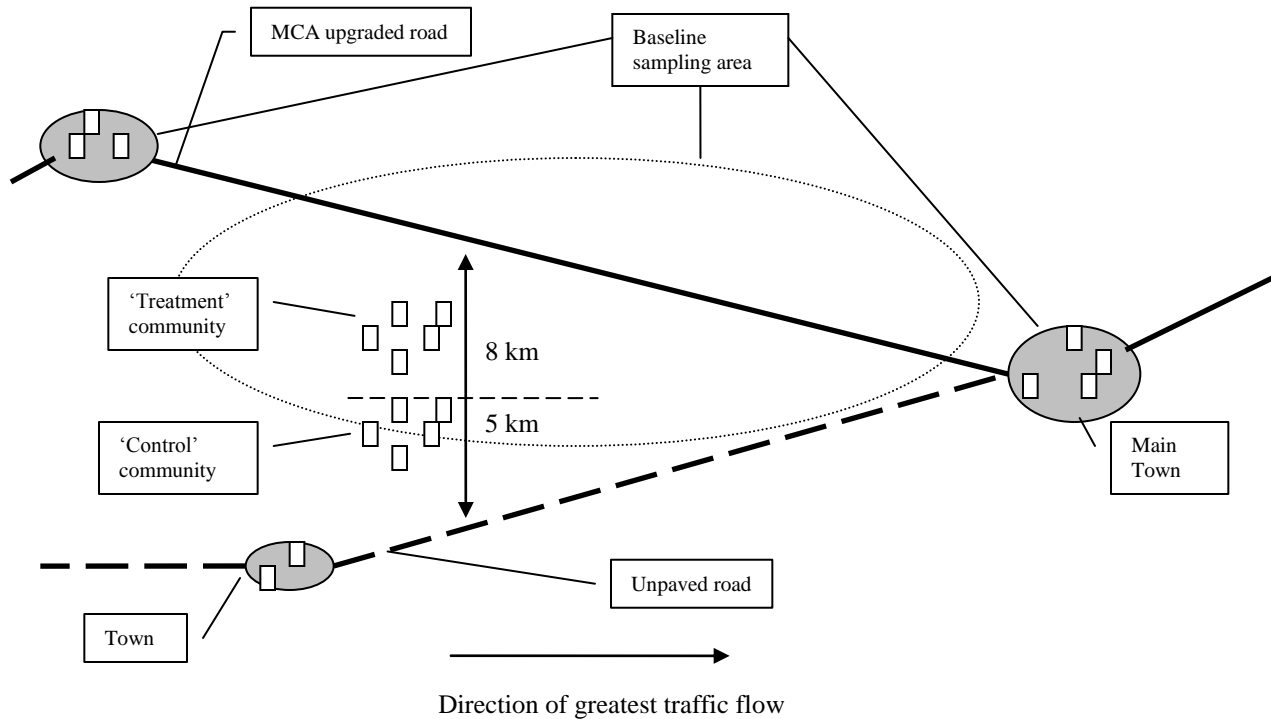 MCA upgraded road
Baseline
sampling area
‘Treatment’
community
8 km
5 km
‘Control’
community
Main
Town
Unpaved road
Town
Direction of greatest traffic flow